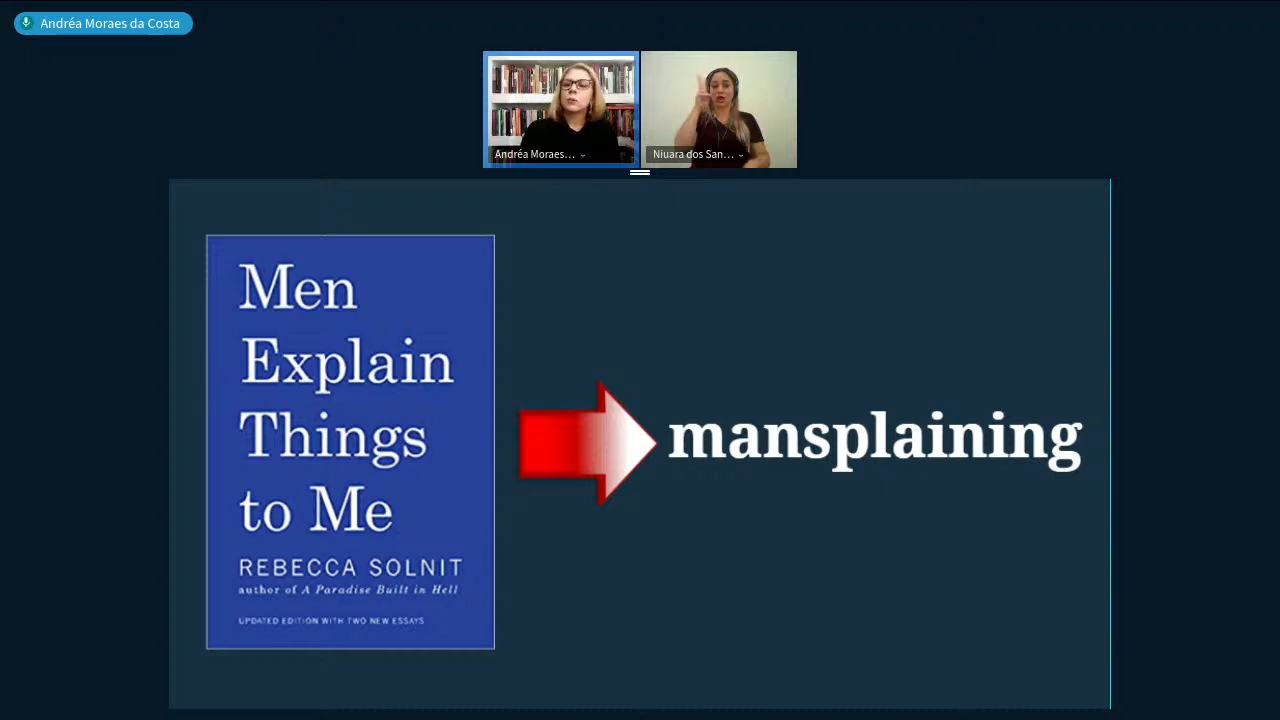 Andréa Moraes da Costa
Andréa Moraes...
Niuara dos San...
Men
Explain
Things
to Me
REBECCA SOLNIT
author of A Paradise Built in Hell
UPDATED EDITION WITH TWO NEW ESSAYS
mansplaining